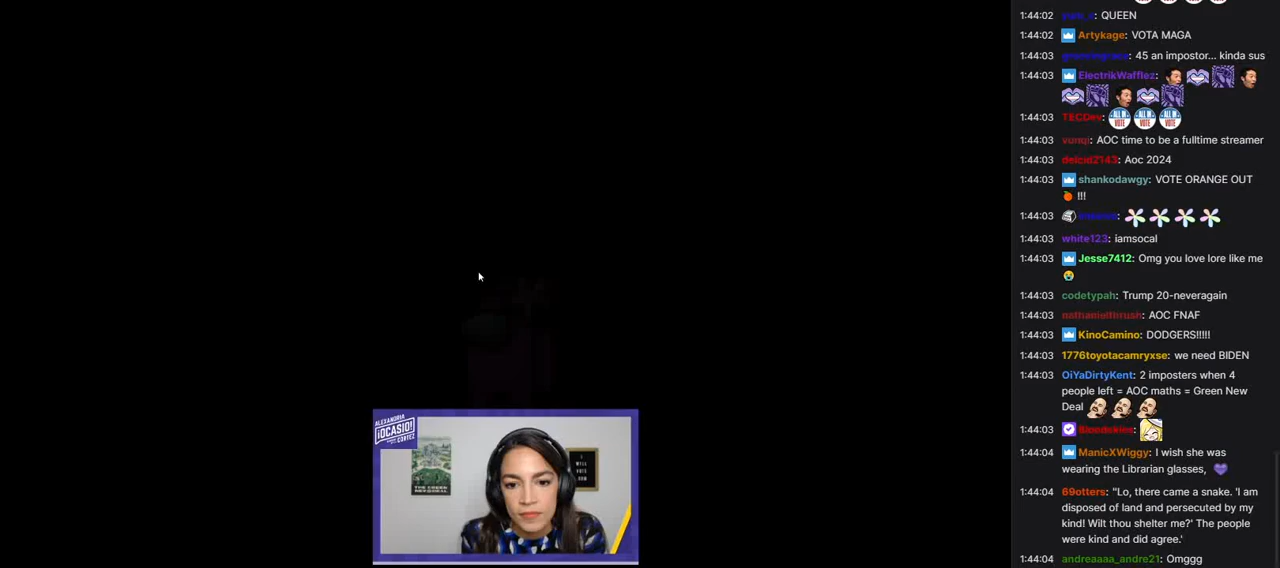 1:44:02 QUEEN
1:44:02 Artykage: VOTA MAGA
1:44:03 45 an impostor... kinda sus
1:44:03 ElectrikWafflez:
1:44:03 TECDev: VOTE VOTE VOTE
1:44:03 vunqi: AOC time to be a fulltime streamer
1:44:03 delcid2143: Aoc 2024
1:44:03 shankodawgy: VOTE ORANGE OUT
!!!
1:44:03
1:44:03 white123: iamsocal
1:44:03 Jesse7412: Omg you love lore like me
1:44:03 codetypah: Trump 20-neveragain
1:44:03 AOC FNAF
1:44:03 KinoCamino: DODGERS!!!!!
1:44:03 1776toyotacamryxse: we need BIDEN
1:44:03 OiYaDirtyKent: 2 imposters when 4
people left = AOC maths = Green New
Deal
1:44:03
1:44:04 ManicXWiggy: I wish she was
wearing the Librarian glasses,
1:44:04 69otters: "Lo, there came a snake. 'I am
disposed of land and persecuted by my
kind! Wilt thou shelter me?' The people
were kind and did agree.'
1:44:04 andreaaaa_andre21: Omggg
ALEXANDRIA
¡OCASIO!
CORTEZ
I
WILL
VOTE